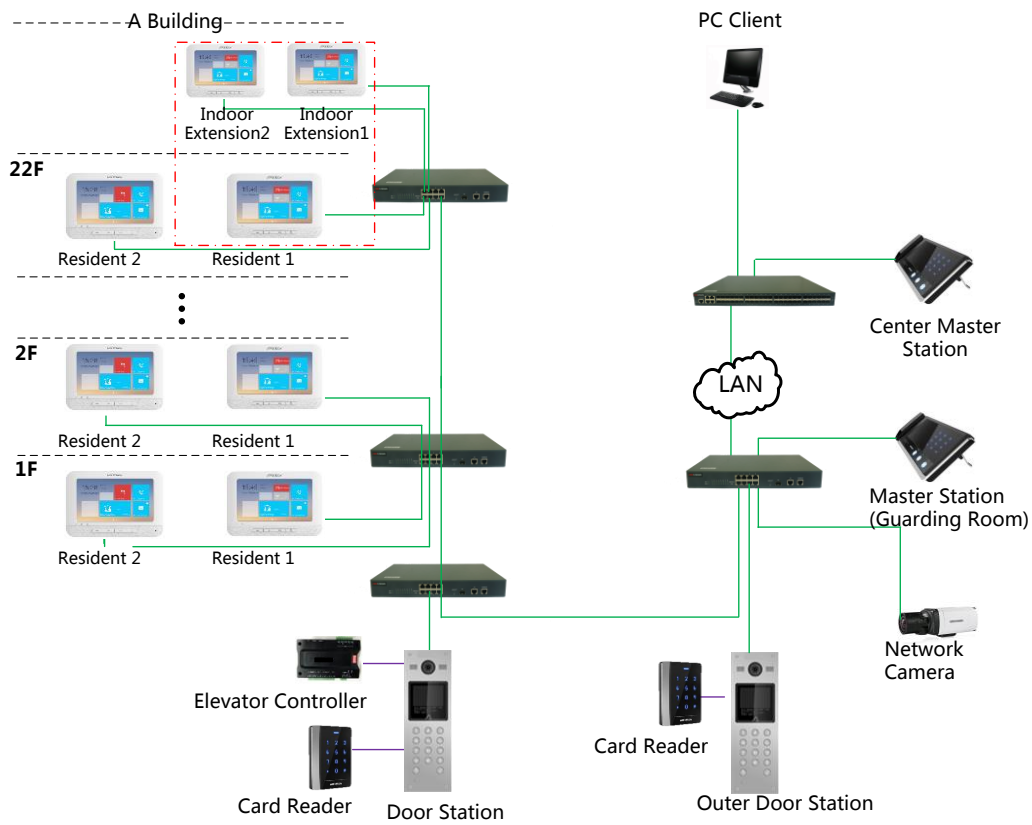 A Building
PC Client
Indoor
Extension2
Indoor
Extension1
22F
Resident 2
Resident 1
Center Master
Station
2F
LAN
Resident 2
Resident 1
1F
Master Station
(Guarding Room)
Resident 2
Resident 1
Network
Camera
Elevator Controller
Card Reader
Card Reader
Door Station
Outer Door Station